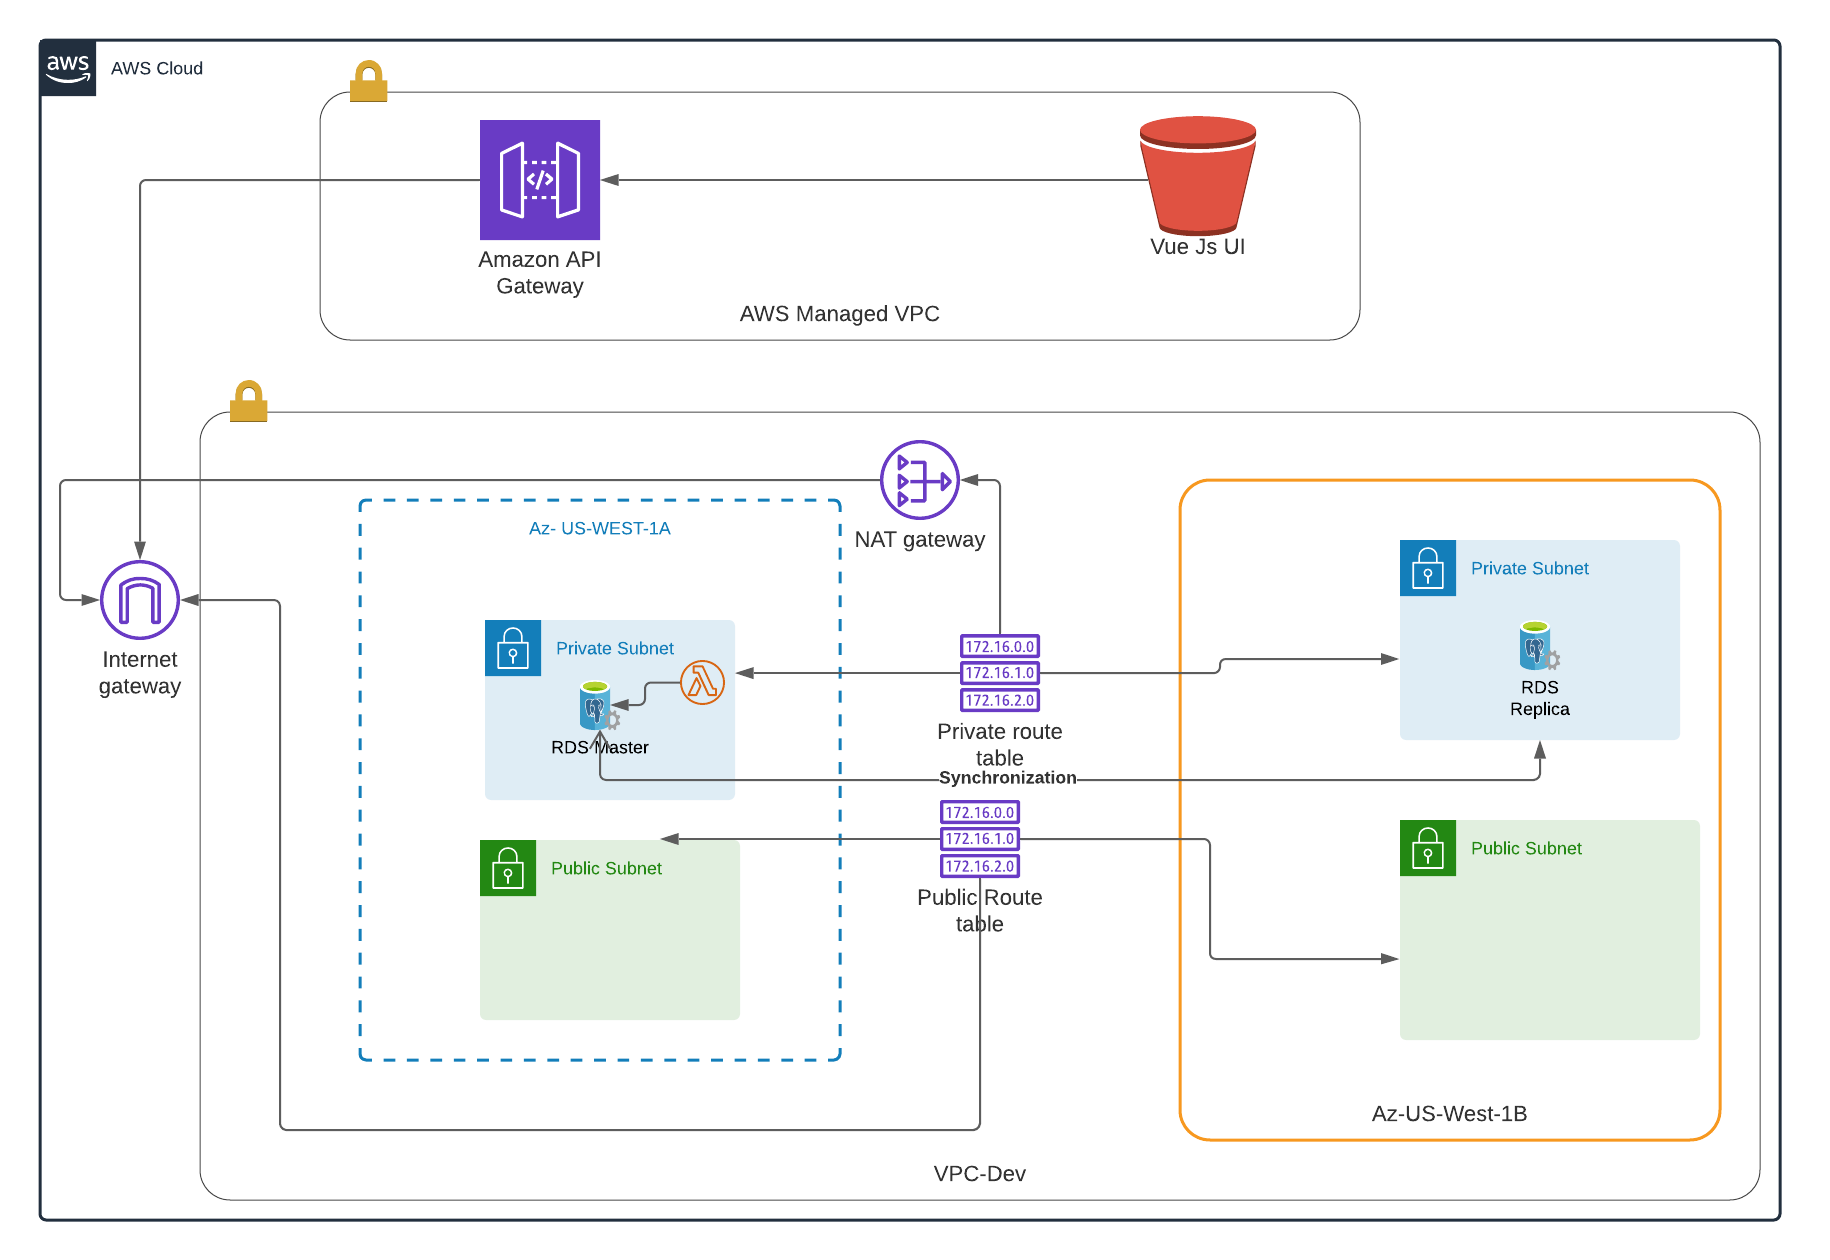 aws
AWS Cloud
Amazon API
Gateway
Vue Js UI
AWS Managed VPC
NAT gateway
Az- US-WEST-1A
Internet
gateway
Private Subnet
RDS Master
Public Subnet
172.16.0.0
172.16.1.0
172.16.2.0
Private route
table
Synchronization
172.16.0.0
172.16.1.0
172.16.2.0
Public Route
table
Private Subnet
RDS
Replica
Public Subnet
Az-US-West-1B
VPC-Dev